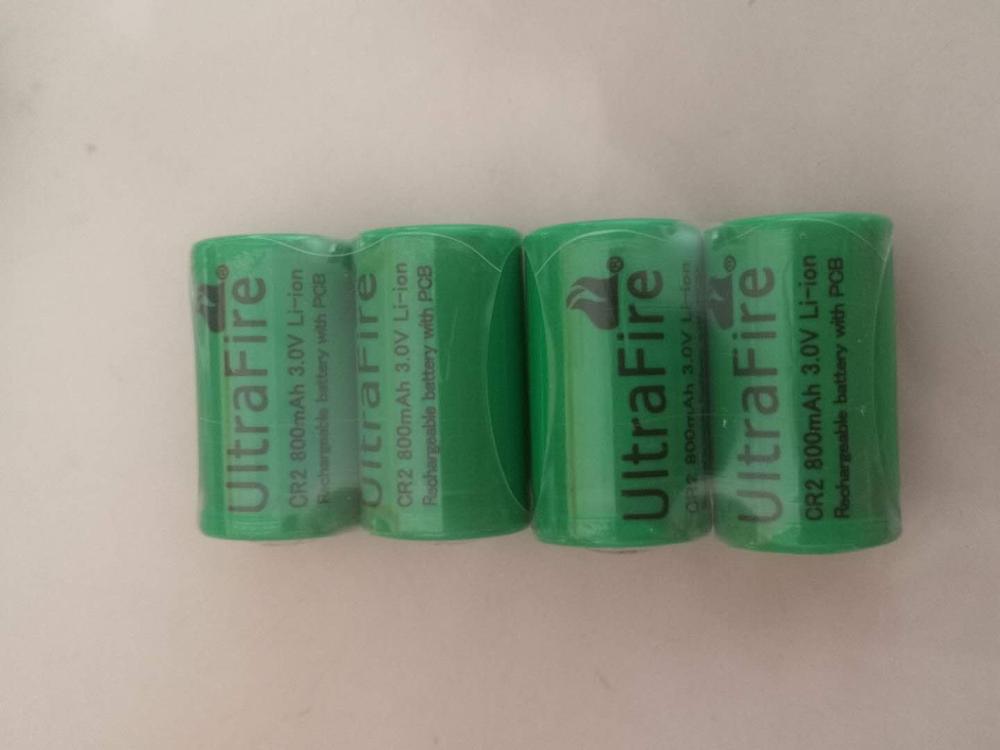 UltraFire®
CR2 800mAh 3.0V Li-ion
Rechargeable battery with PCB
UltraFire
CR2 800mAh 3.0V Li-ion
Rechargeable battery with PCB
UltraFire®
CR2 800mAh 3.0V Li-ion
UltraFire®
CR2 800mAh 3.0V Li-ion
Rechargeable battery with PCB